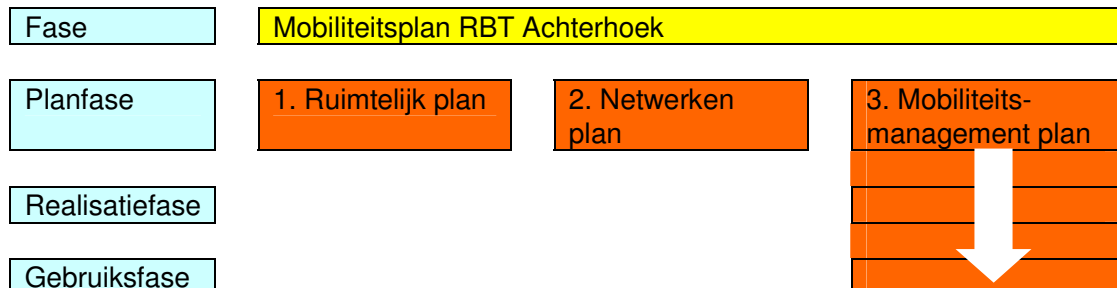 Fase
Mobiliteitsplan RBT Achterhoek
Planfase
1. Ruimtelijk plan
2. Netwerken
plan
3. Mobiliteits-
management plan
Realisatiefase
Gebruiksfase